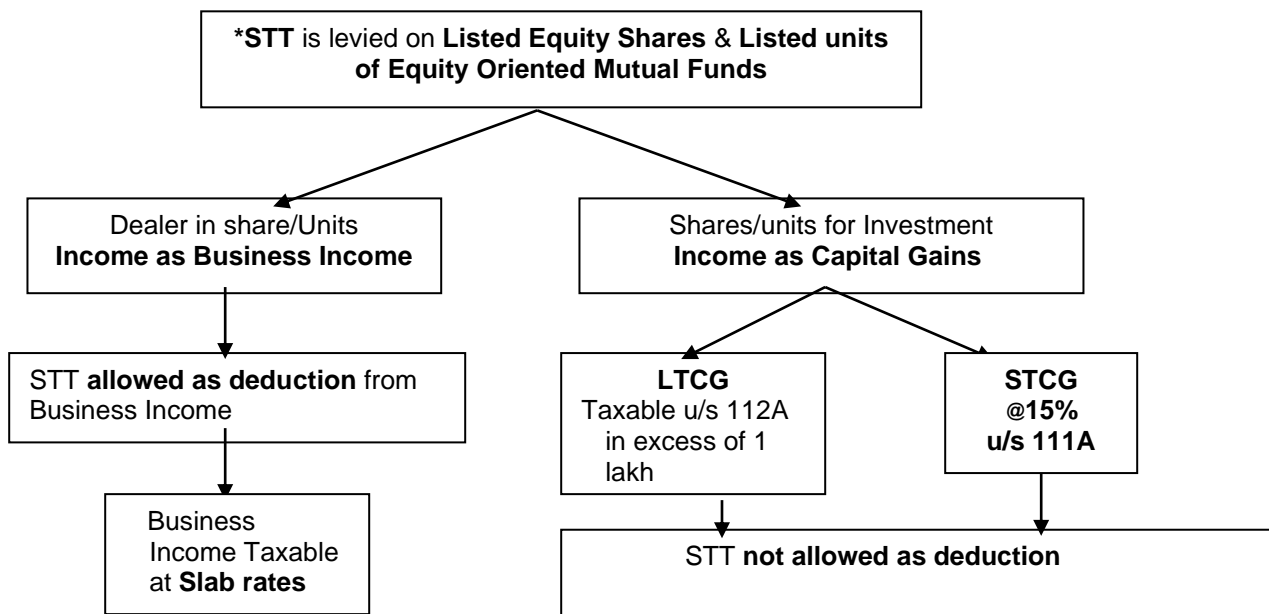 *STT is levied on Listed Equity Shares & Listed units
of Equity Oriented Mutual Funds
Dealer in share/Units
Income as Business Income
Shares/units for Investment
Income as Capital Gains
STT allowed as deduction from
Business Income
LTCG
Taxable u/s 112A
in excess of 1
lakh
STCG
@15%
u/s 111A
Business
Income Taxable
at Slab rates
STT not allowed as deduction